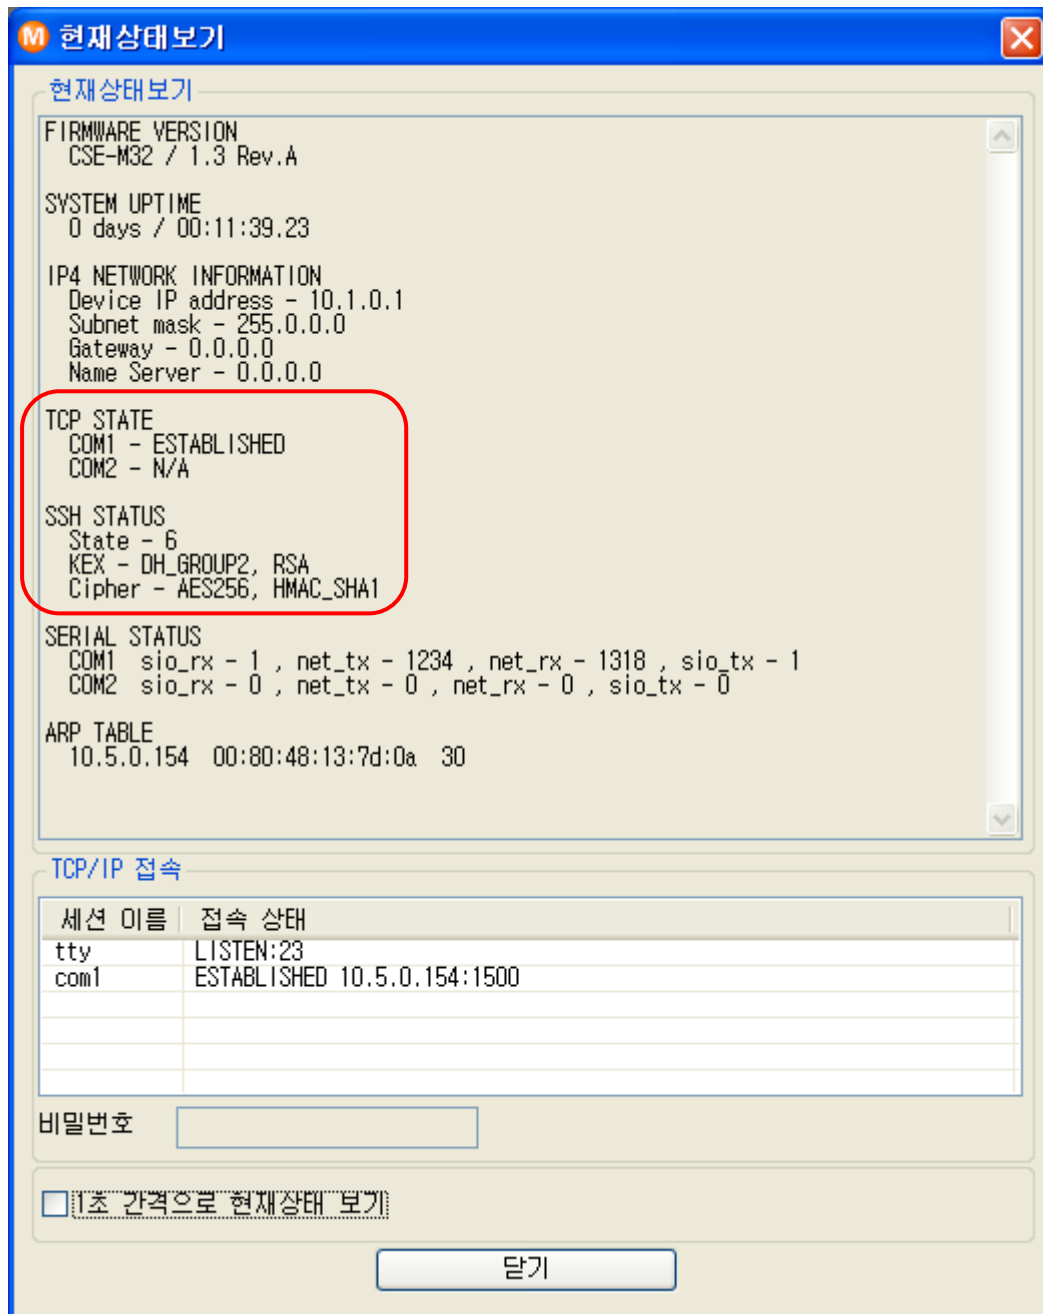 M 현재상태보기
현재상태보기
FIRMWARE VERSION
CSE-M32 / 1.3 Rev.A
SYSTEM UPTIME
0 days / 00:11:39.23
IP4 NETWORK INFORMATION
Device IP address - 10.1.0.1
Subnet mask - 255.0.0.0
Gateway - 0.0.0.0
Name Server - 0.0.0.0
TCP STATE
COM1 - ESTABLISHED
COM2 - N/A
SSH STATUS
State - 6
KEX - DH_GROUP2, RSA
Cipher - AES256, HMAC_SHA1
SERIAL STATUS
COM1 sio_rx - 1 , net_tx - 1234 , net_rx - 1318 , sio_tx - 1
COM2 sio_rx - 0 , net_tx - 0 , net_rx - 0 , sio_tx - 0
ARP TABLE
10.5.0.154 00:80:48:13:7d:0a 30
TCP/IP 접속
세션 이름 접속 상태
tty LISTEN:23
com1 ESTABLISHED 10.5.0.154:1500
비밀번호
1초 간격으로 현재상태 보기
닫기